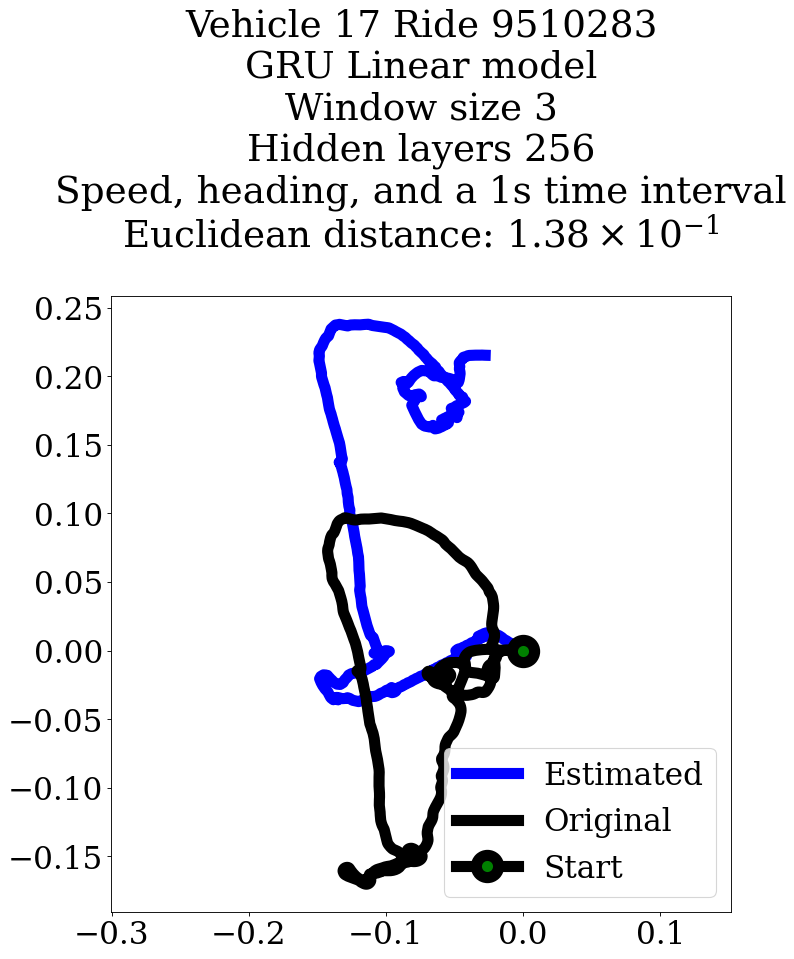 Vehicle 17 Ride 9510283
GRU Linear model
Window size 3
Hidden layers 256
Speed, heading, and a 1s time interval
Euclidean distance: 1.38 × 10⁻¹
0.25
0.20
0.15
0.10
0.05
0.00
−0.05
−0.10
−0.15
Estimated
Original
Start
−0.3 −0.2 −0.1 0.0 0.1